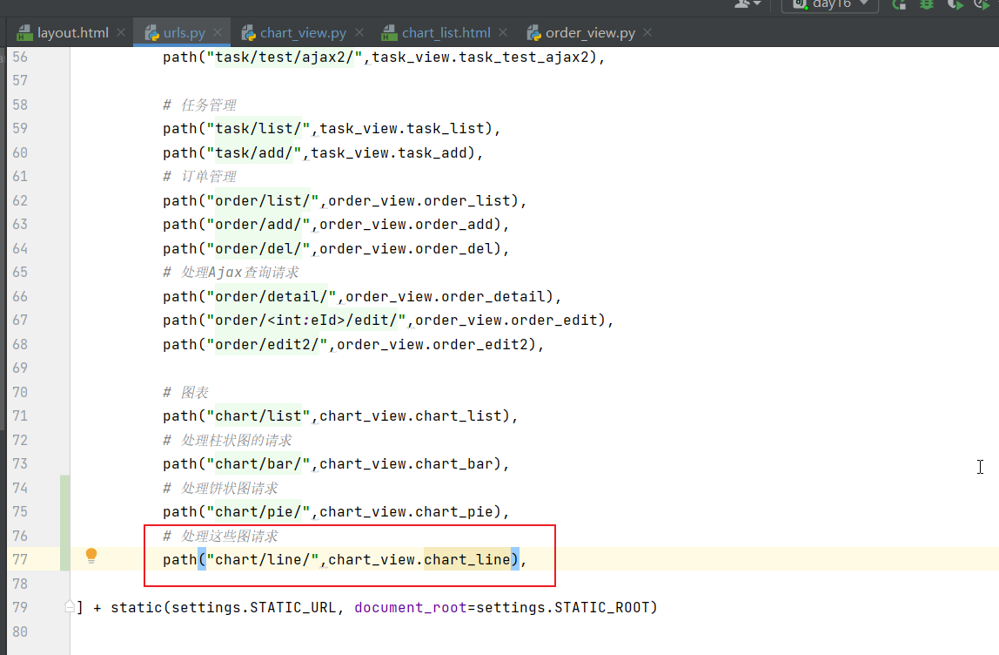 day16
layout.html urls.py chart_view.py chart_list.html order_view.py
56 path("task/test/ajax2/",task_view.task_test_ajax2),
57
58 # 任务管理
59 path("task/list/",task_view.task_list),
60 path("task/add/",task_view.task_add),
61 # 订单管理
62 path("order/list/",order_view.order_list),
63 path("order/add/",order_view.order_add),
64 path("order/del/",order_view.order_del),
65 # 处理Ajax查询请求
66 path("order/detail/",order_view.order_detail),
67 path("order/<int:eId>/edit/",order_view.order_edit),
68 path("order/edit2/",order_view.order_edit2),
69
70 # 图表
71 path("chart/list",chart_view.chart_list),
72 # 处理柱状图的请求
73 path("chart/bar/",chart_view.chart_bar),
74 # 处理饼状图请求
75 path("chart/pie/",chart_view.chart_pie),
76 # 处理这些图请求
77 path("chart/line/",chart_view.chart_line),
78
79 ] + static(settings.STATIC_URL, document_root=settings.STATIC_ROOT)
80